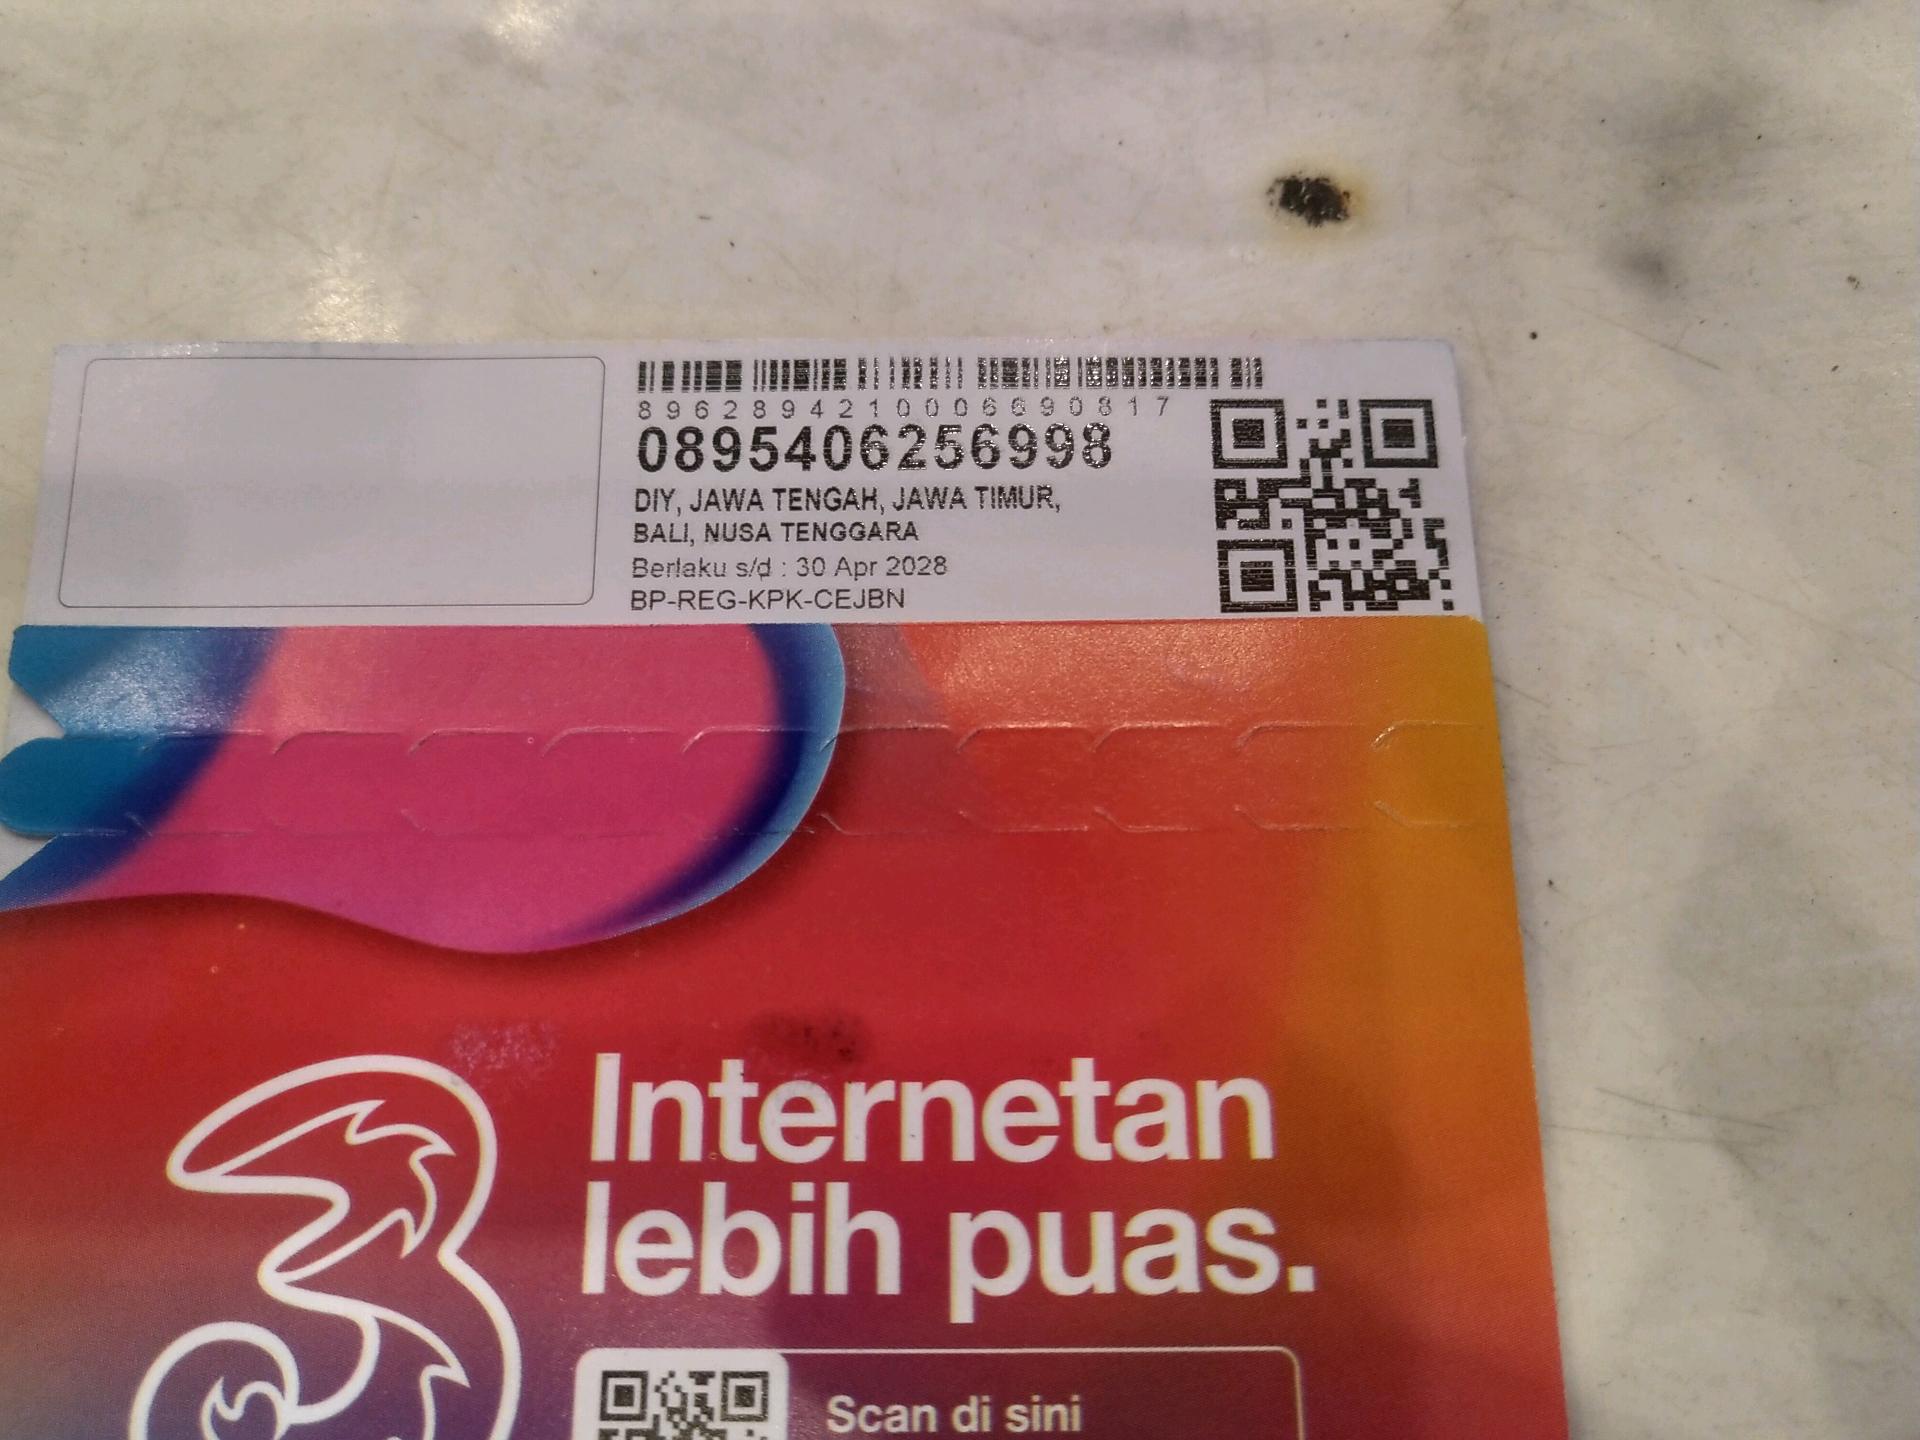 8962894210006690817
0895406256998
DIY, JAWA TENGAH, JAWA TIMUR,
BALI, NUSA TENGGARA
Berlaku s/d : 30 Apr 2028
BP-REG-KPK-CEJBN
3
Internetan
lebih puas.
Scan di sini